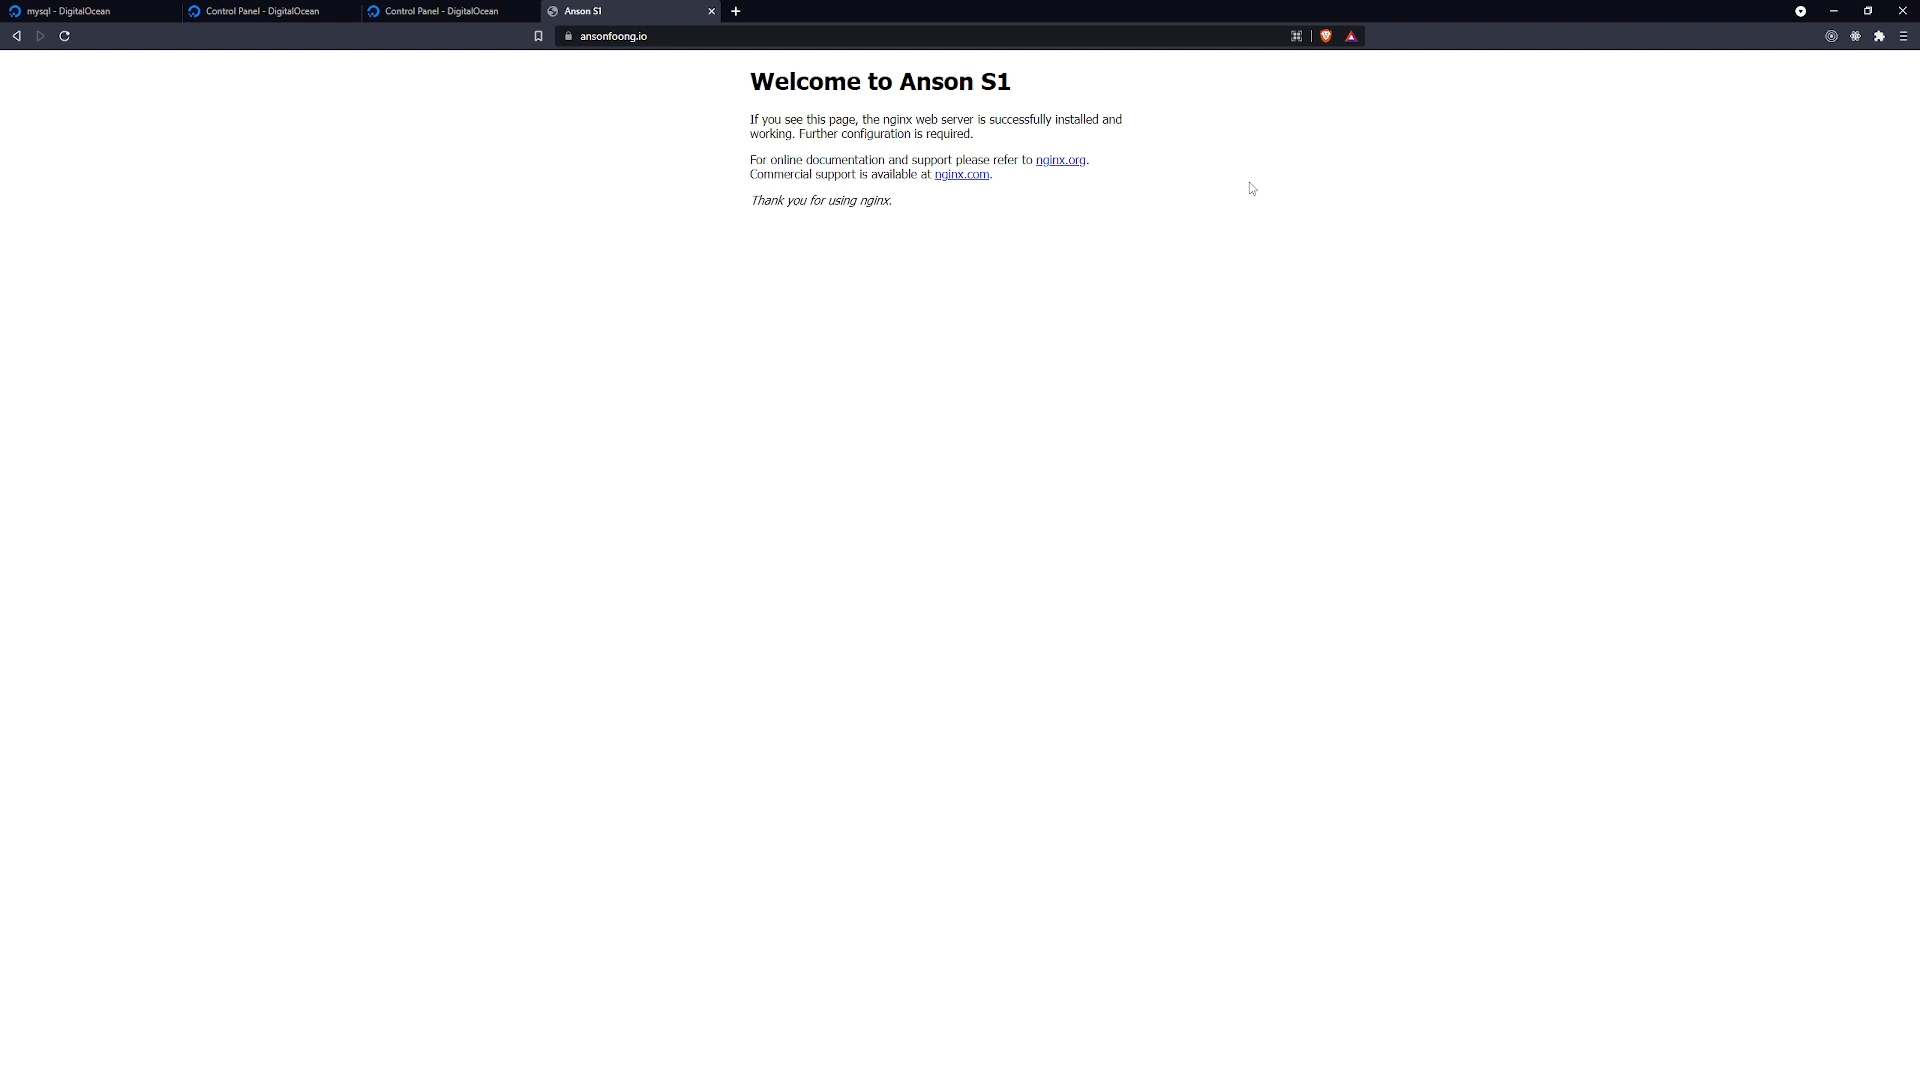 mysql - DigitalOcean
Control Panel - DigitalOcean
Control Panel - DigitalOcean
Anson S1
ansonfoong.io
Welcome to Anson S1
If you see this page, the nginx web server is successfully installed and
working. Further configuration is required.
For online documentation and support please refer to nginx.org.
Commercial support is available at nginx.com.
Thank you for using nginx.